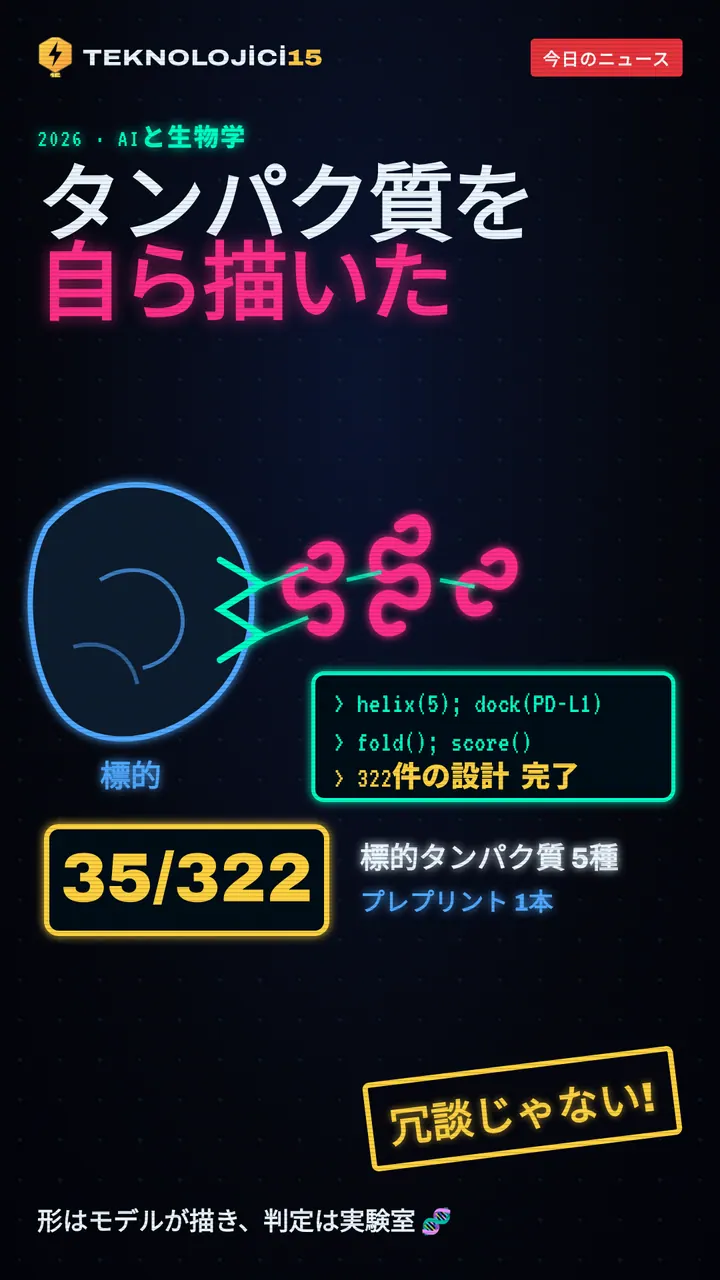 TEKNOLOJİCİ15
今日のニュース
2026 · AIと生物学
タンパク質を
自ら描いた
› helix(5); dock(PD-L1)
› fold(); score()
› 322件の設計 完了
標的
35/322
標的タンパク質 5種
プレプリント 1本
冗談じゃない!
形はモデルが描き、判定は実験室 🧬